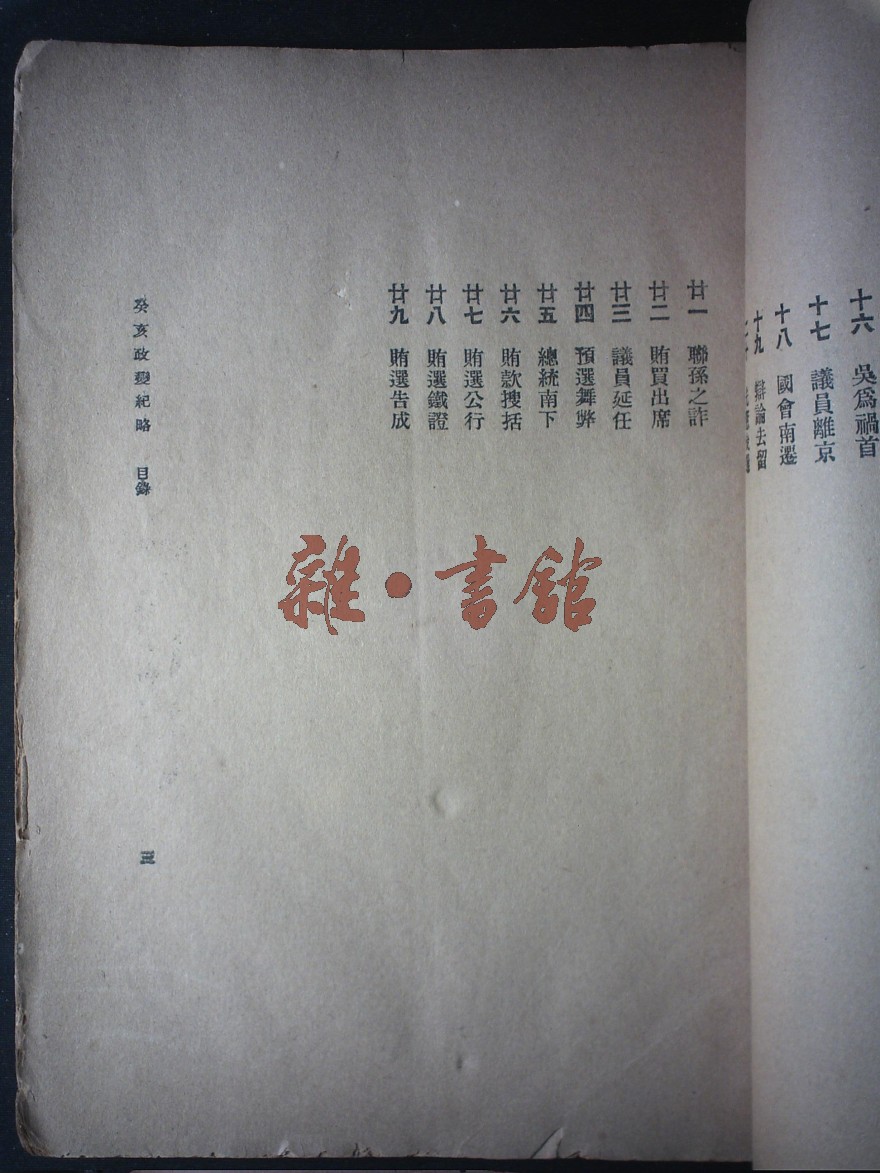 十六 吳爲禍首
十七 議員離京
十八 國會南遷
十九 辯論去留
廿一 聯孫之詐
廿二 賄買出席
廿三 議員延任
廿四 預選舞弊
廿五 總統南下
廿六 賄款搜括
廿七 賄選公行
廿八 賄選鐵證
廿九 賄選告成
癸亥政變紀略 目錄
三
雜·書館